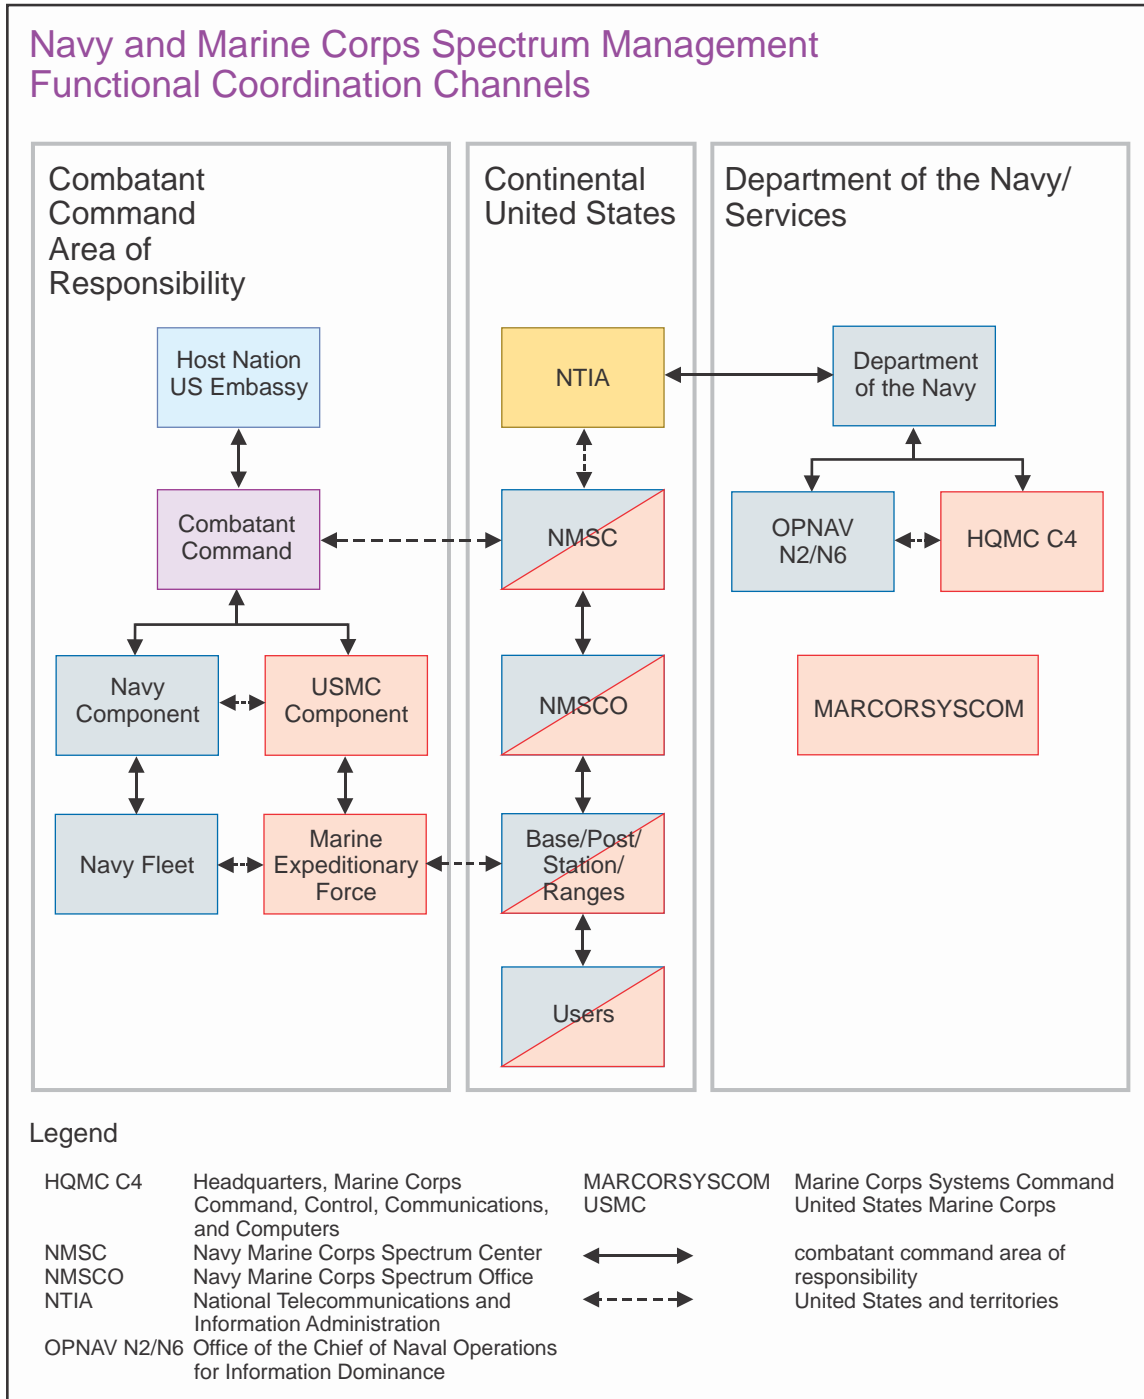 Navy and Marine Corps Spectrum Management
Functional Coordination Channels
Combatant
Command
Area of
Responsibility
Host Nation
US Embassy
Combatant
Command
Navy
Component
USMC
Component
Navy Fleet
Marine
Expeditionary
Force
Continental
United States
NTIA
NMSC
NMSCO
Base/Post/
Station/
Ranges
Users
Department of the Navy/
Services
Department
of the Navy
OPNAV
N2/N6
HQMC C4
MARCORSYSCOM
Legend
HQMC C4 Headquarters, Marine Corps
Command, Control, Communications,
and Computers
NMSC Navy Marine Corps Spectrum Center
NMSCO Navy Marine Corps Spectrum Office
NTIA National Telecommunications and
Information Administration
OPNAV N2/N6 Office of the Chief of Naval Operations
for Information Dominance
MARCORSYSCOM Marine Corps Systems Command
USMC United States Marine Corps
combatant command area of
responsibility
United States and territories